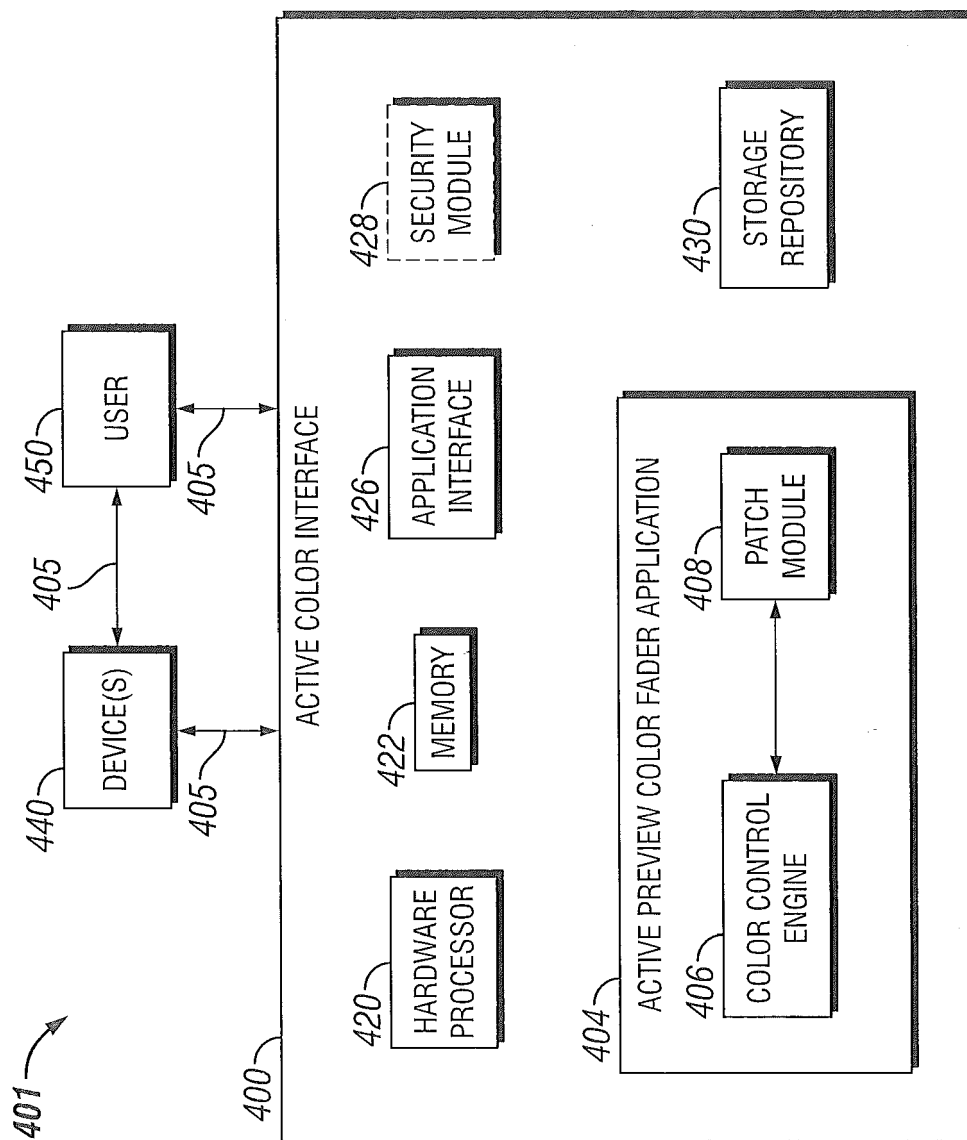 401
440
DEVICE(S)
405
450
USER
405
405
400
ACTIVE COLOR INTERFACE
420
HARDWARE
PROCESSOR
422
MEMORY
426
APPLICATION
INTERFACE
428
SECURITY
MODULE
404
ACTIVE PREVIEW COLOR FADER APPLICATION
406
COLOR CONTROL
ENGINE
408
PATCH
MODULE
430
STORAGE
REPOSITORY